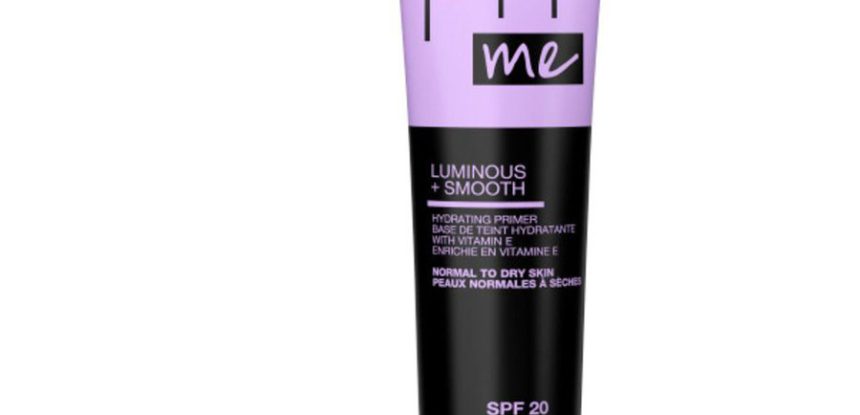 me
LUMINOUS
+ SMOOTH
HYDRATING PRIMER
BASE DE TEINT HYDRATANTE
WITH VITAMIN E
ENRICHIE EN VITAMINE E
NORMAL TO DRY SKIN
PEAUX NORMALES À SÈCHES
SPF 20